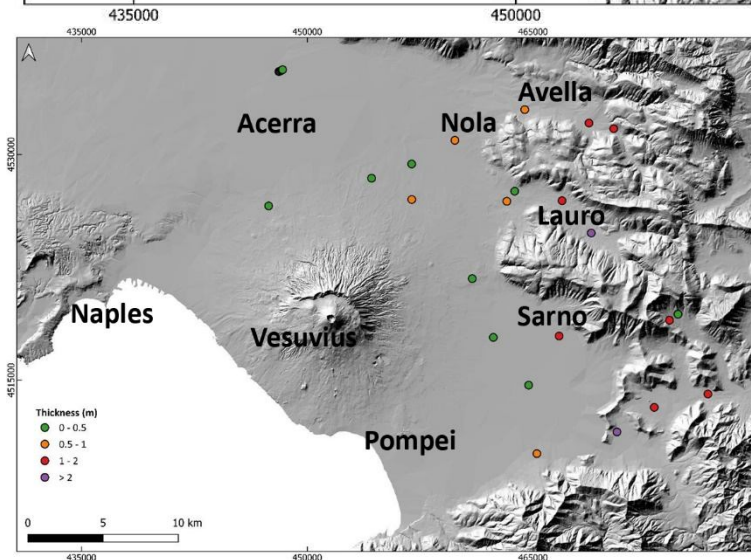 435000 450000
435000 450000 465000
Avella
Acerra Nola
4530000
Lauro
Naples
Sarno
Vesuvius
4515000
Thickness (m)
0 - 0.5
0.5 - 1
1 - 2
> 2
Pompei
0 5 10 km
435000 450000 465000